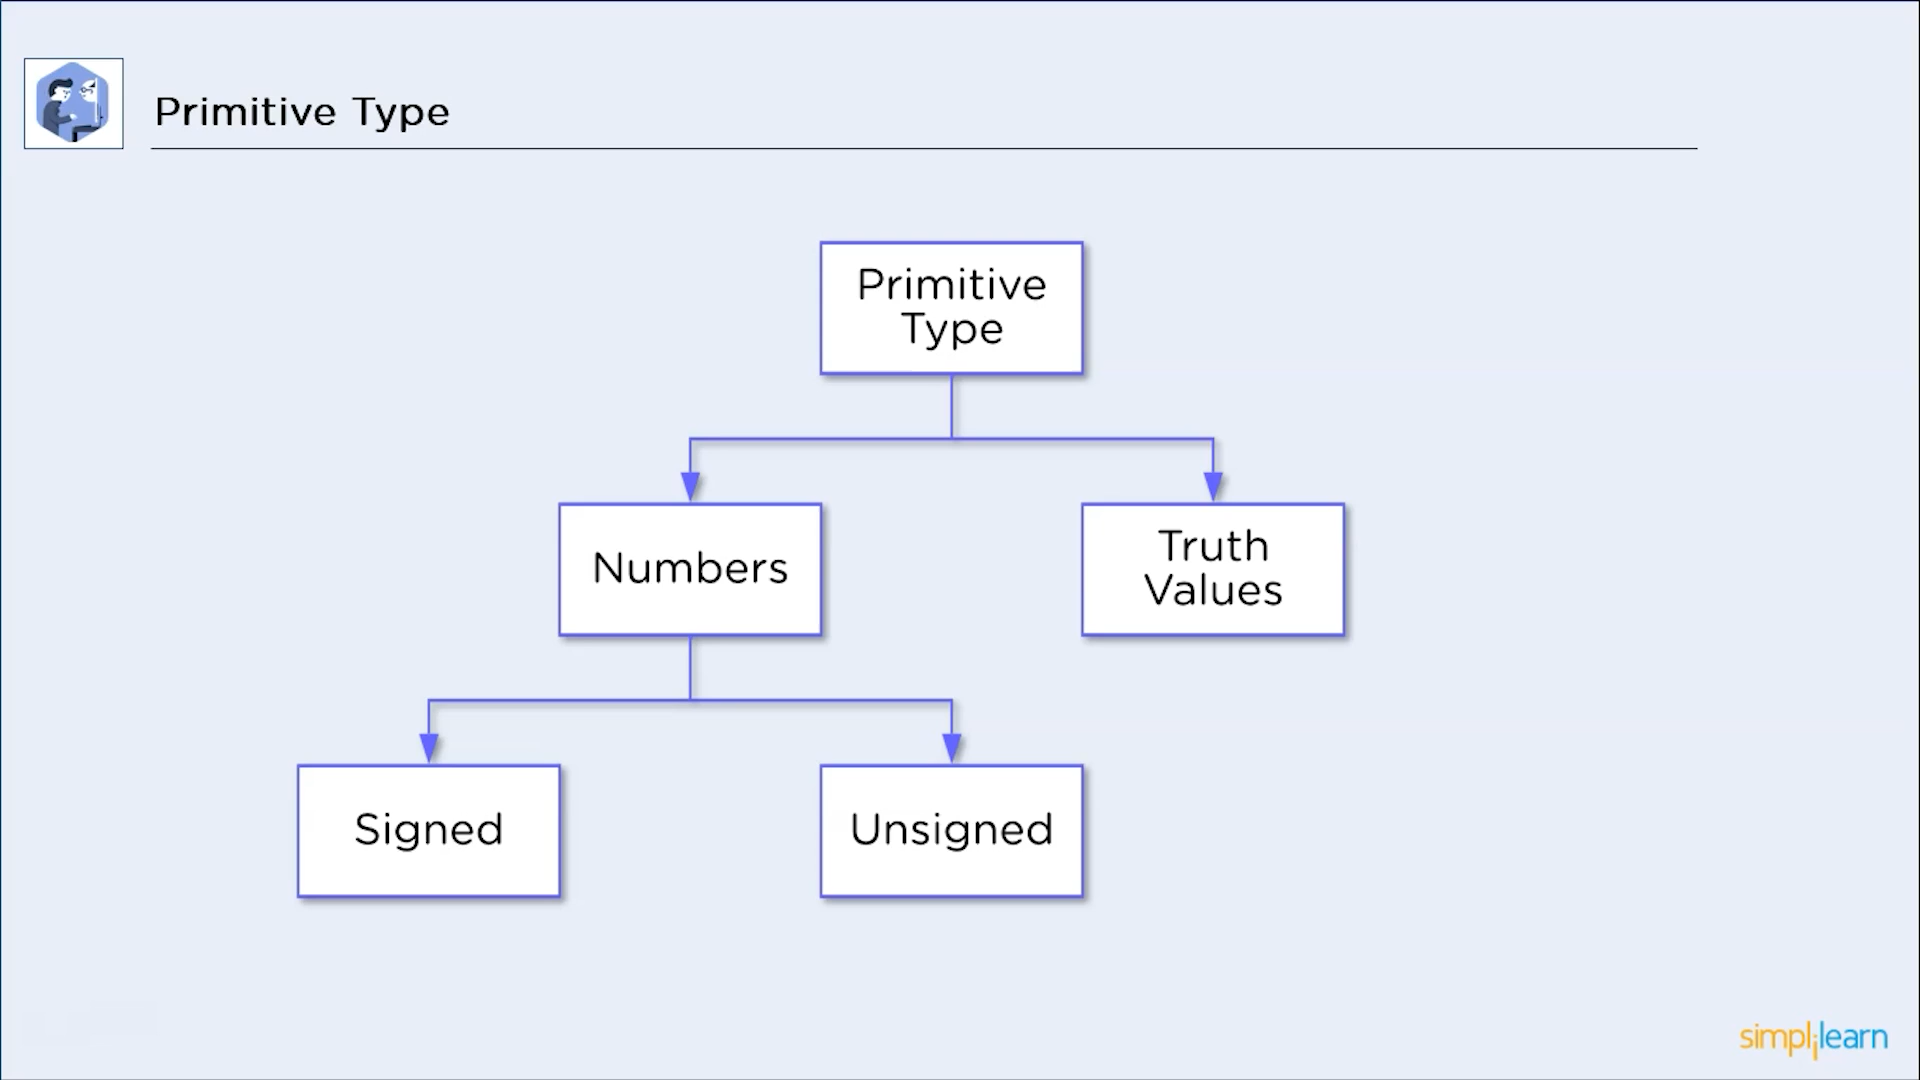 Primitive Type
Primitive
Type
Numbers
Truth
Values
Signed
Unsigned
simplilearn